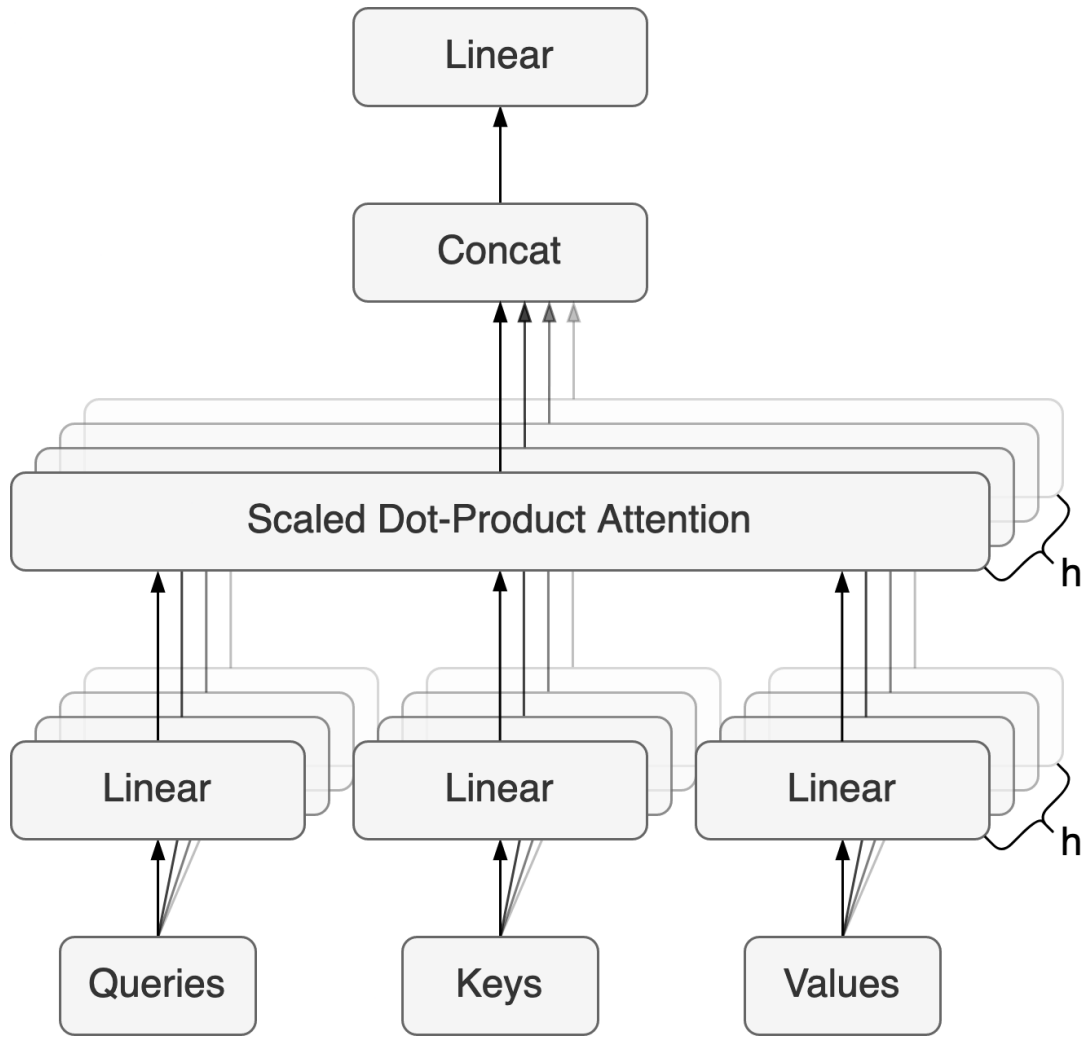 Linear
Concat
Scaled Dot-Product Attention
h
Linear
Linear
Linear
h
Queries
Keys
Values